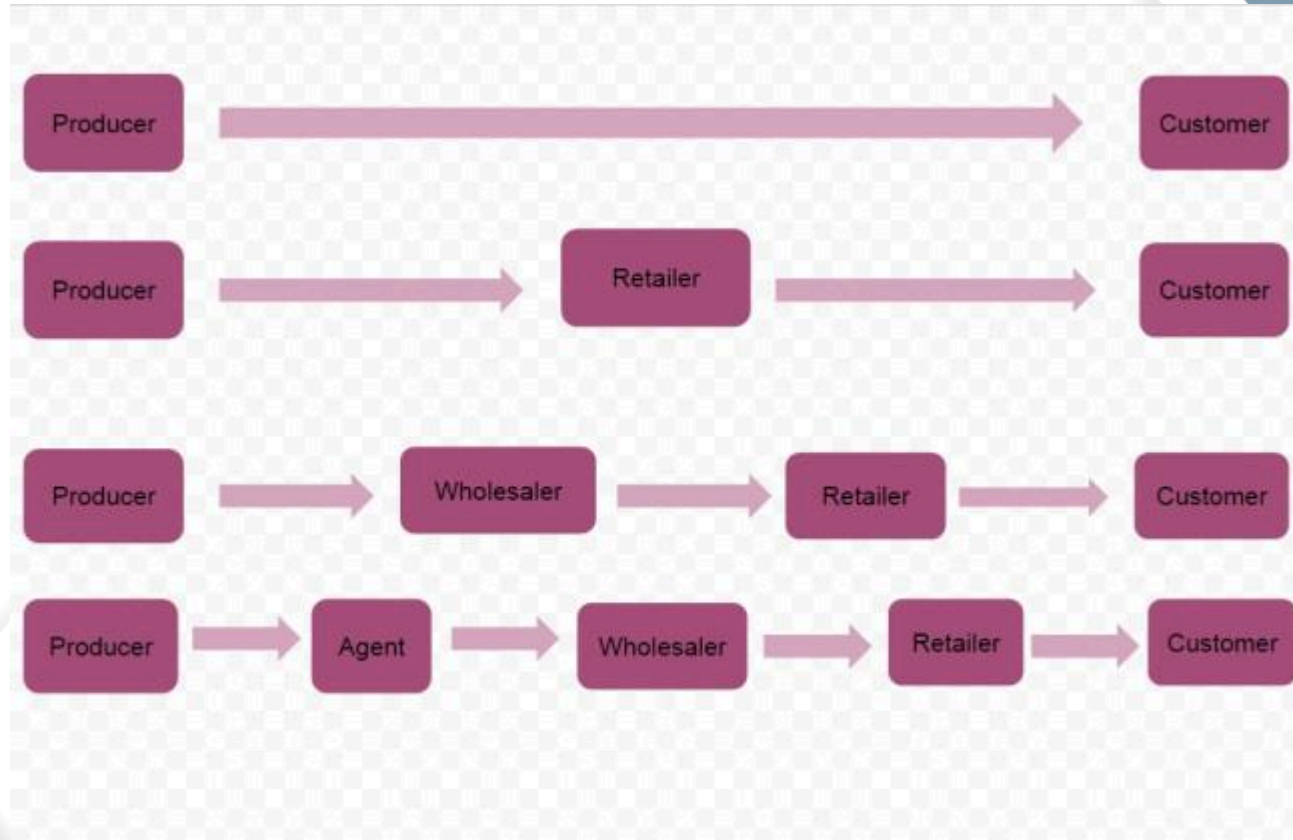 Producer Customer
Producer Retailer Customer
Producer Wholesaler Retailer Customer
Producer Agent Wholesaler Retailer Customer